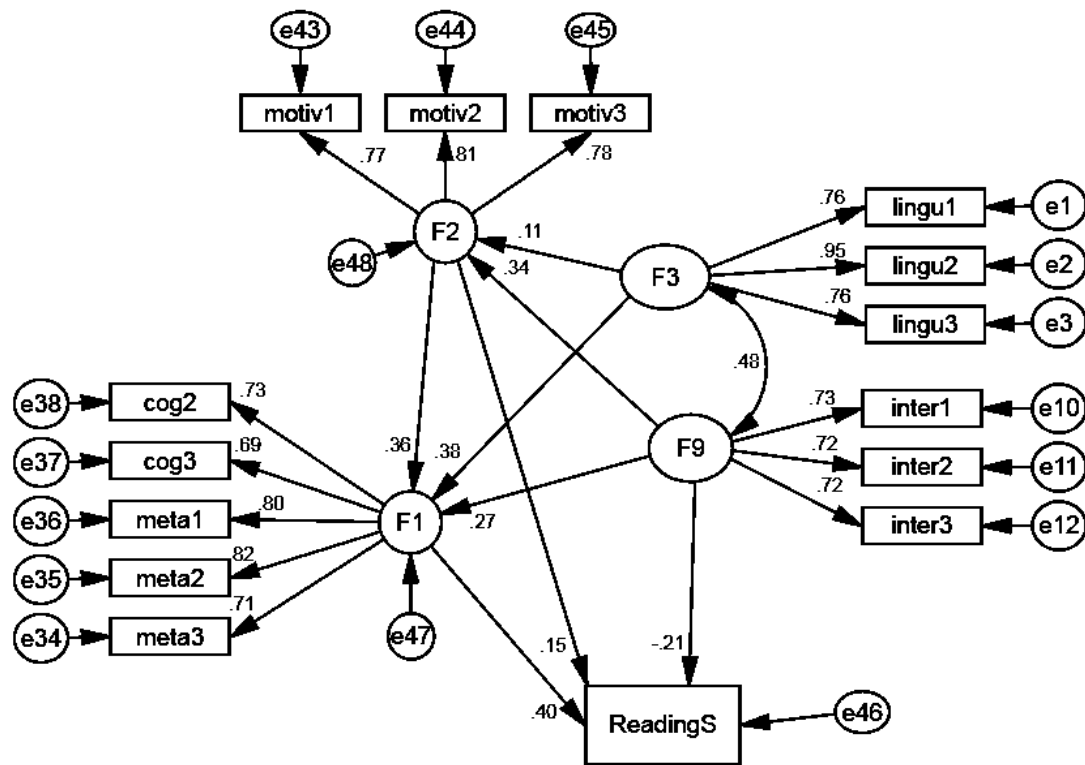 e43 e44 e45
motiv1 motiv2 motiv3
.77 .81 .78
F2 .11 .34
e48
F3
.76 lingu1 e1
.95 lingu2 e2
.76 lingu3 e3
.48
e38 cog2 .73
e37 cog3 .69
e36 meta1 .80
e35 meta2 .82
e34 meta3 .71
.36 .38
F1 .27
e47
F9
.73 inter1 e10
.72 inter2 e11
.72 inter3 e12
.15 -.21
.40
ReadingS e46